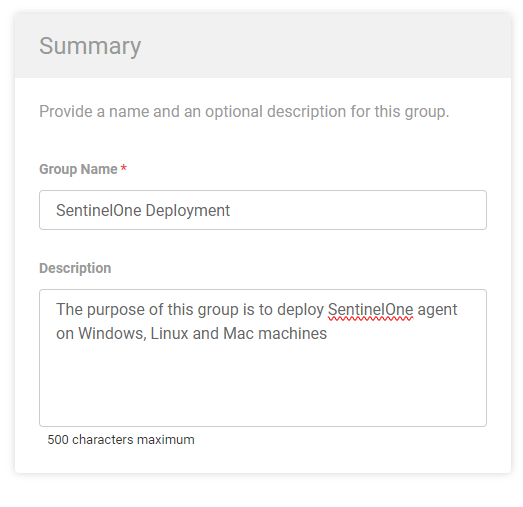 Summary
Provide a name and an optional description for this group.
Group Name *
SentinelOne Deployment
Description
The purpose of this group is to deploy SentinelOne agent
on Windows, Linux and Mac machines
500 characters maximum